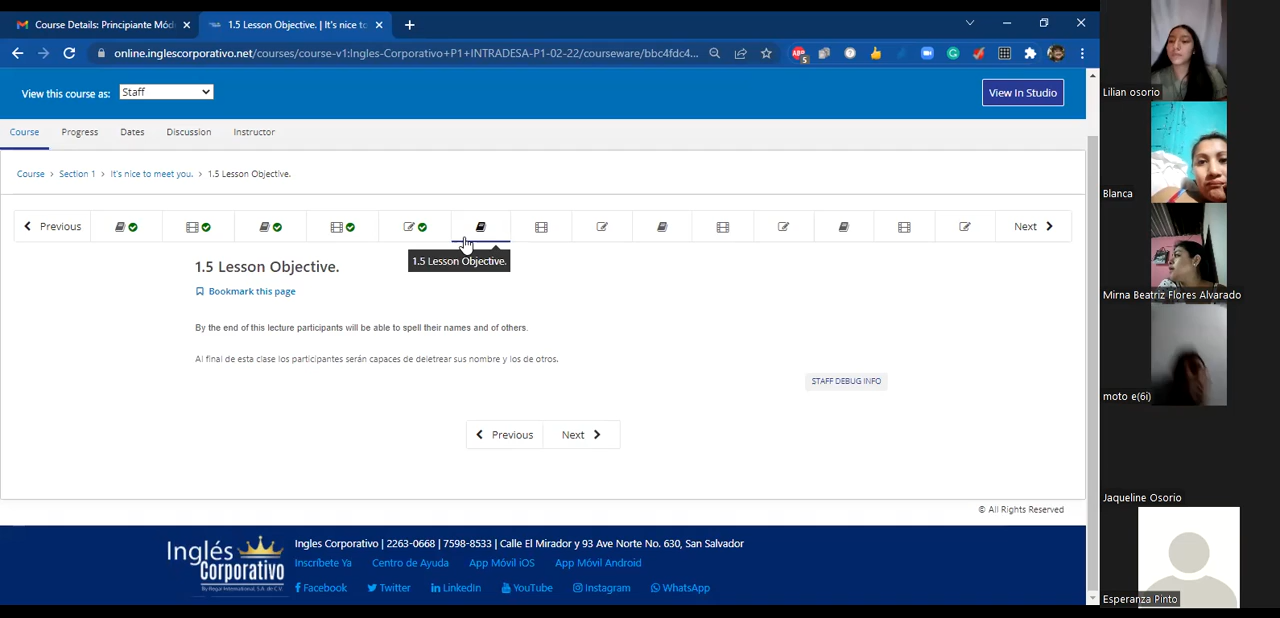 Course Details: Principiante Mód
1.5 Lesson Objective. | It's nice to
online.inglescorporativo.net/courses/course-v1:Ingles-Corporativo+P1+INTRADESA-P1-02-22/courseware/bbc4fdc4...
ABP
5
View this course as:
Staff
View In Studio
Course
Progress
Dates
Discussion
Instructor
Course > Section 1 > It's nice to meet you. > 1.5 Lesson Objective.
Previous
Next
1.5 Lesson Objective.
1.5 Lesson Objective.
Bookmark this page
By the end of this lecture participants will be able to spell their names and of others.
Al final de esta clase los participantes serán capaces de deletrear sus nombre y los de otros.
STAFF DEBUG INFO
Previous
Next
© All Rights Reserved
Inglés
Corporativo
Ingles Corporativo | 2263-0668 | 7598-8533 | Calle El Mirador y 93 Ave Norte No. 630, San Salvador
Inscríbete Ya
Centro de Ayuda
App Móvil iOS
App Móvil Android
Facebook
Twitter
LinkedIn
YouTube
Instagram
WhatsApp
Lilian osorio
Blanca
Mirna Beatriz Flores Alvarado
moto e(6i)
Jaqueline Osorio
Esperanza Pinto